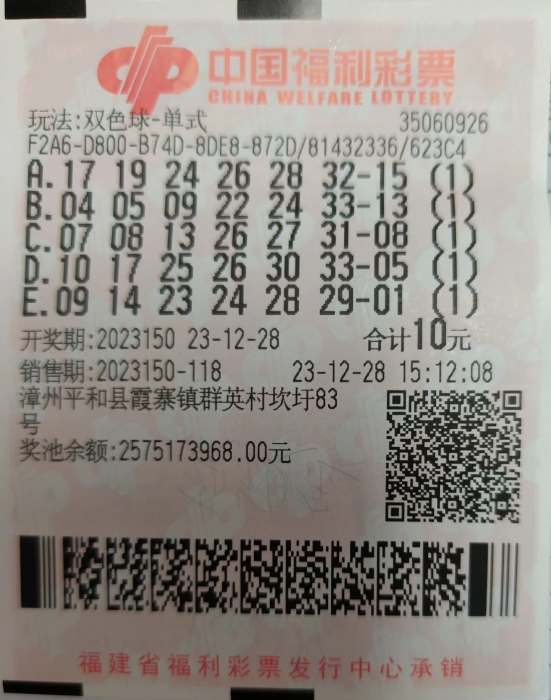 中国福利彩票
CHINA WELFARE LOTTERY
玩法:双色球-单式 35060926
F2A6-D800-B74D-8DE8-872D/81432336/623C4
A.17 19 24 26 28 32-15 (1)
B.04 05 09 22 24 33-13 (1)
C.07 08 13 26 27 31-08 (1)
D.10 17 25 26 30 33-05 (1)
E.09 14 23 24 28 29-01 (1)
开奖期:2023150 23-12-28 合计10元
销售期:2023150-118 23-12-28 15:12:08
漳州平和县霞寨镇群英村坎圩83
号
奖池余额:2575173968.00元
福建省福利彩票发行中心承销